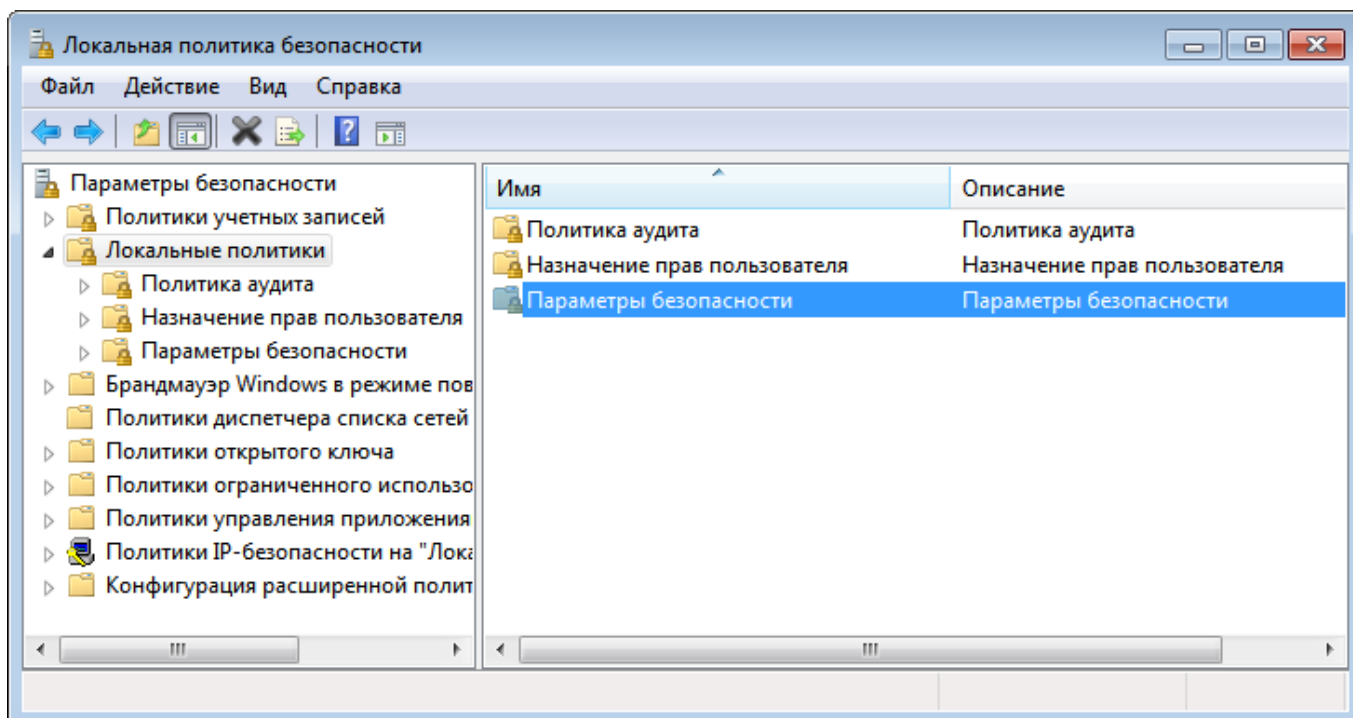 Локальная политика безопасности
Файл Действие Вид Справка
Параметры безопасности
Политики учетных записей
Локальные политики
Политика аудита
Назначение прав пользователя
Параметры безопасности
Брандмауэр Windows в режиме пов
Политики диспетчера списка сетей
Политики открытого ключа
Политики ограниченного использо
Политики управления приложения
Политики IP-безопасности на "Лока
Конфигурация расширенной полит
Имя Описание
Политика аудита Политика аудита
Назначение прав пользователя Назначение прав пользователя
Параметры безопасности Параметры безопасности